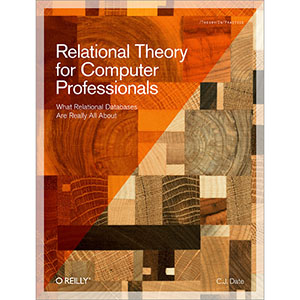 Relational Theory
for Computer
Professionals
What Relational Databases
Are Really All About
O'REILLY®
C.J. Date